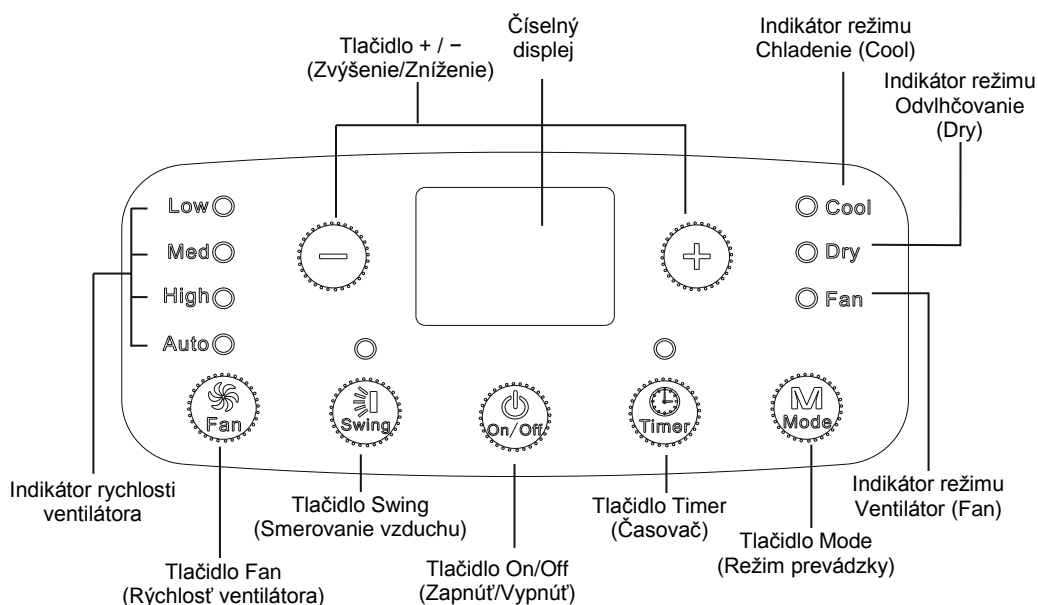 Číselný
displej
Tlačidlo + / −
(Zvýšenie/Zníženie)
Indikátor režimu
Chladenie (Cool)
Indikátor režimu
Odvlhčovanie
(Dry)
Low
Med
High
Auto
Cool
Dry
Fan
Fan
Swing
On/Off
Timer
Mode
Indikátor rychlosti
ventilátora
Tlačidlo Swing
(Smerovanie vzduchu)
Tlačidlo Timer
(Časovač)
Indikátor režimu
Ventilátor (Fan)
Tlačidlo Fan
(Rýchlosť ventilátora)
Tlačidlo On/Off
(Zapnúť/Vypnúť)
Tlačidlo Mode
(Režim prevádzky)